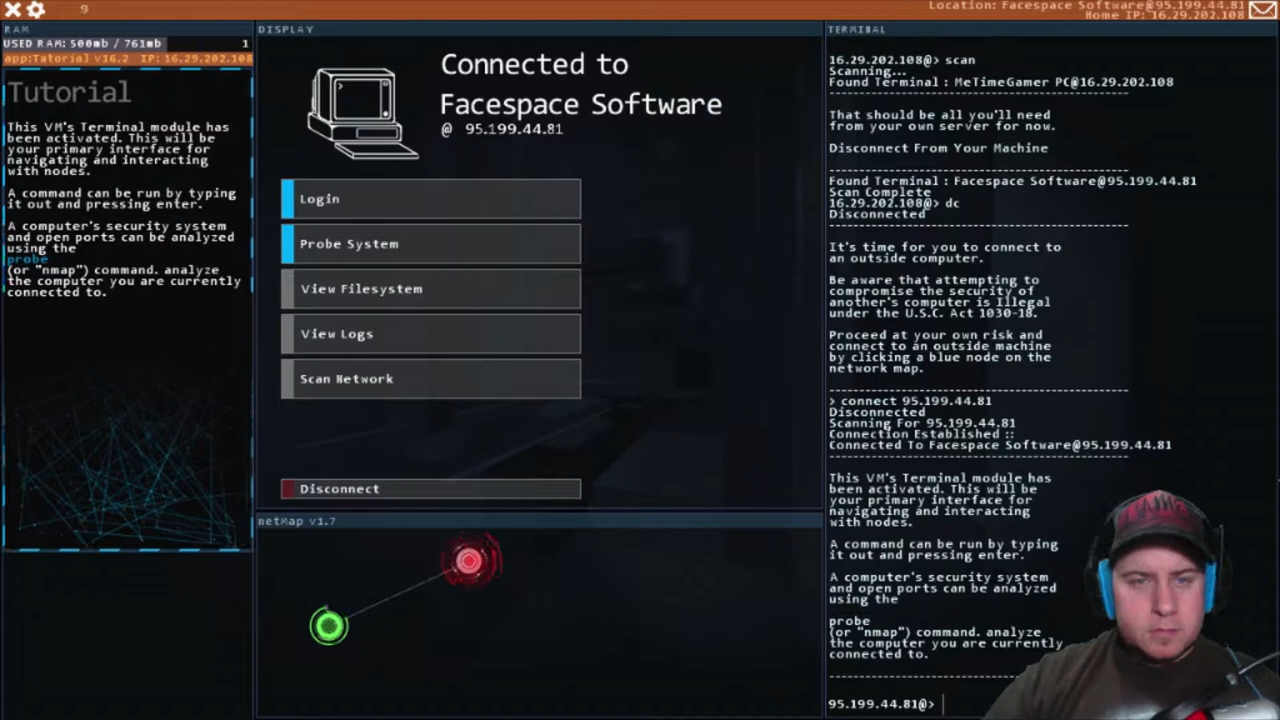 9
Location: Facespace Software@95.199.44.81
Home IP: 16.29.202.108
RAM
USED RAM: 500mb / 761mb 1
app:Tutorial v16.2 IP: 16.29.202.108
Tutorial
This VM's Terminal module has
been activated. This will be
your primary interface for
navigating and interacting
with nodes.
A command can be run by typing
it out and pressing enter.
A computer's security system
and open ports can be analyzed
using the
probe
(or "nmap") command. analyze
the computer you are currently
connected to.
DISPLAY
Connected to
Facespace Software
@ 95.199.44.81
Login
Probe System
View Filesystem
View Logs
Scan Network
Disconnect
netMap v1.7
TERMINAL
16.29.202.108@> scan
Scanning...
Found Terminal : MeTimeGamer PC@16.29.202.108
--------------------------------------------
That should be all you'll need
from your own server for now.
Disconnect From Your Machine
--------------------------------------------
Found Terminal : Facespace Software@95.199.44.81
Scan Complete
16.29.202.108@> dc
Disconnected
--------------------------------------------
It's time for you to connect to
an outside computer.
Be aware that attempting to
compromise the security of
another's computer is Illegal
under the U.S.C. Act 1030-18.
Proceed at your own risk and
connect to an outside machine
by clicking a blue node on the
network map.
--------------------------------------------
> connect 95.199.44.81
Disconnected
Scanning For 95.199.44.81
Connection Established ::
Connected To Facespace Software@95.199.44.81
--------------------------------------------
This VM's Terminal module has
been activated. This will be
your primary interface for
navigating and interacting
with nodes.
A command can be run by typing
it out and pressing enter.
A computer's security system
and open ports can be analyzed
using the
probe
(or "nmap") command. analyze
the computer you are currently
connected to.
--------------------------------------------
95.199.44.81@>